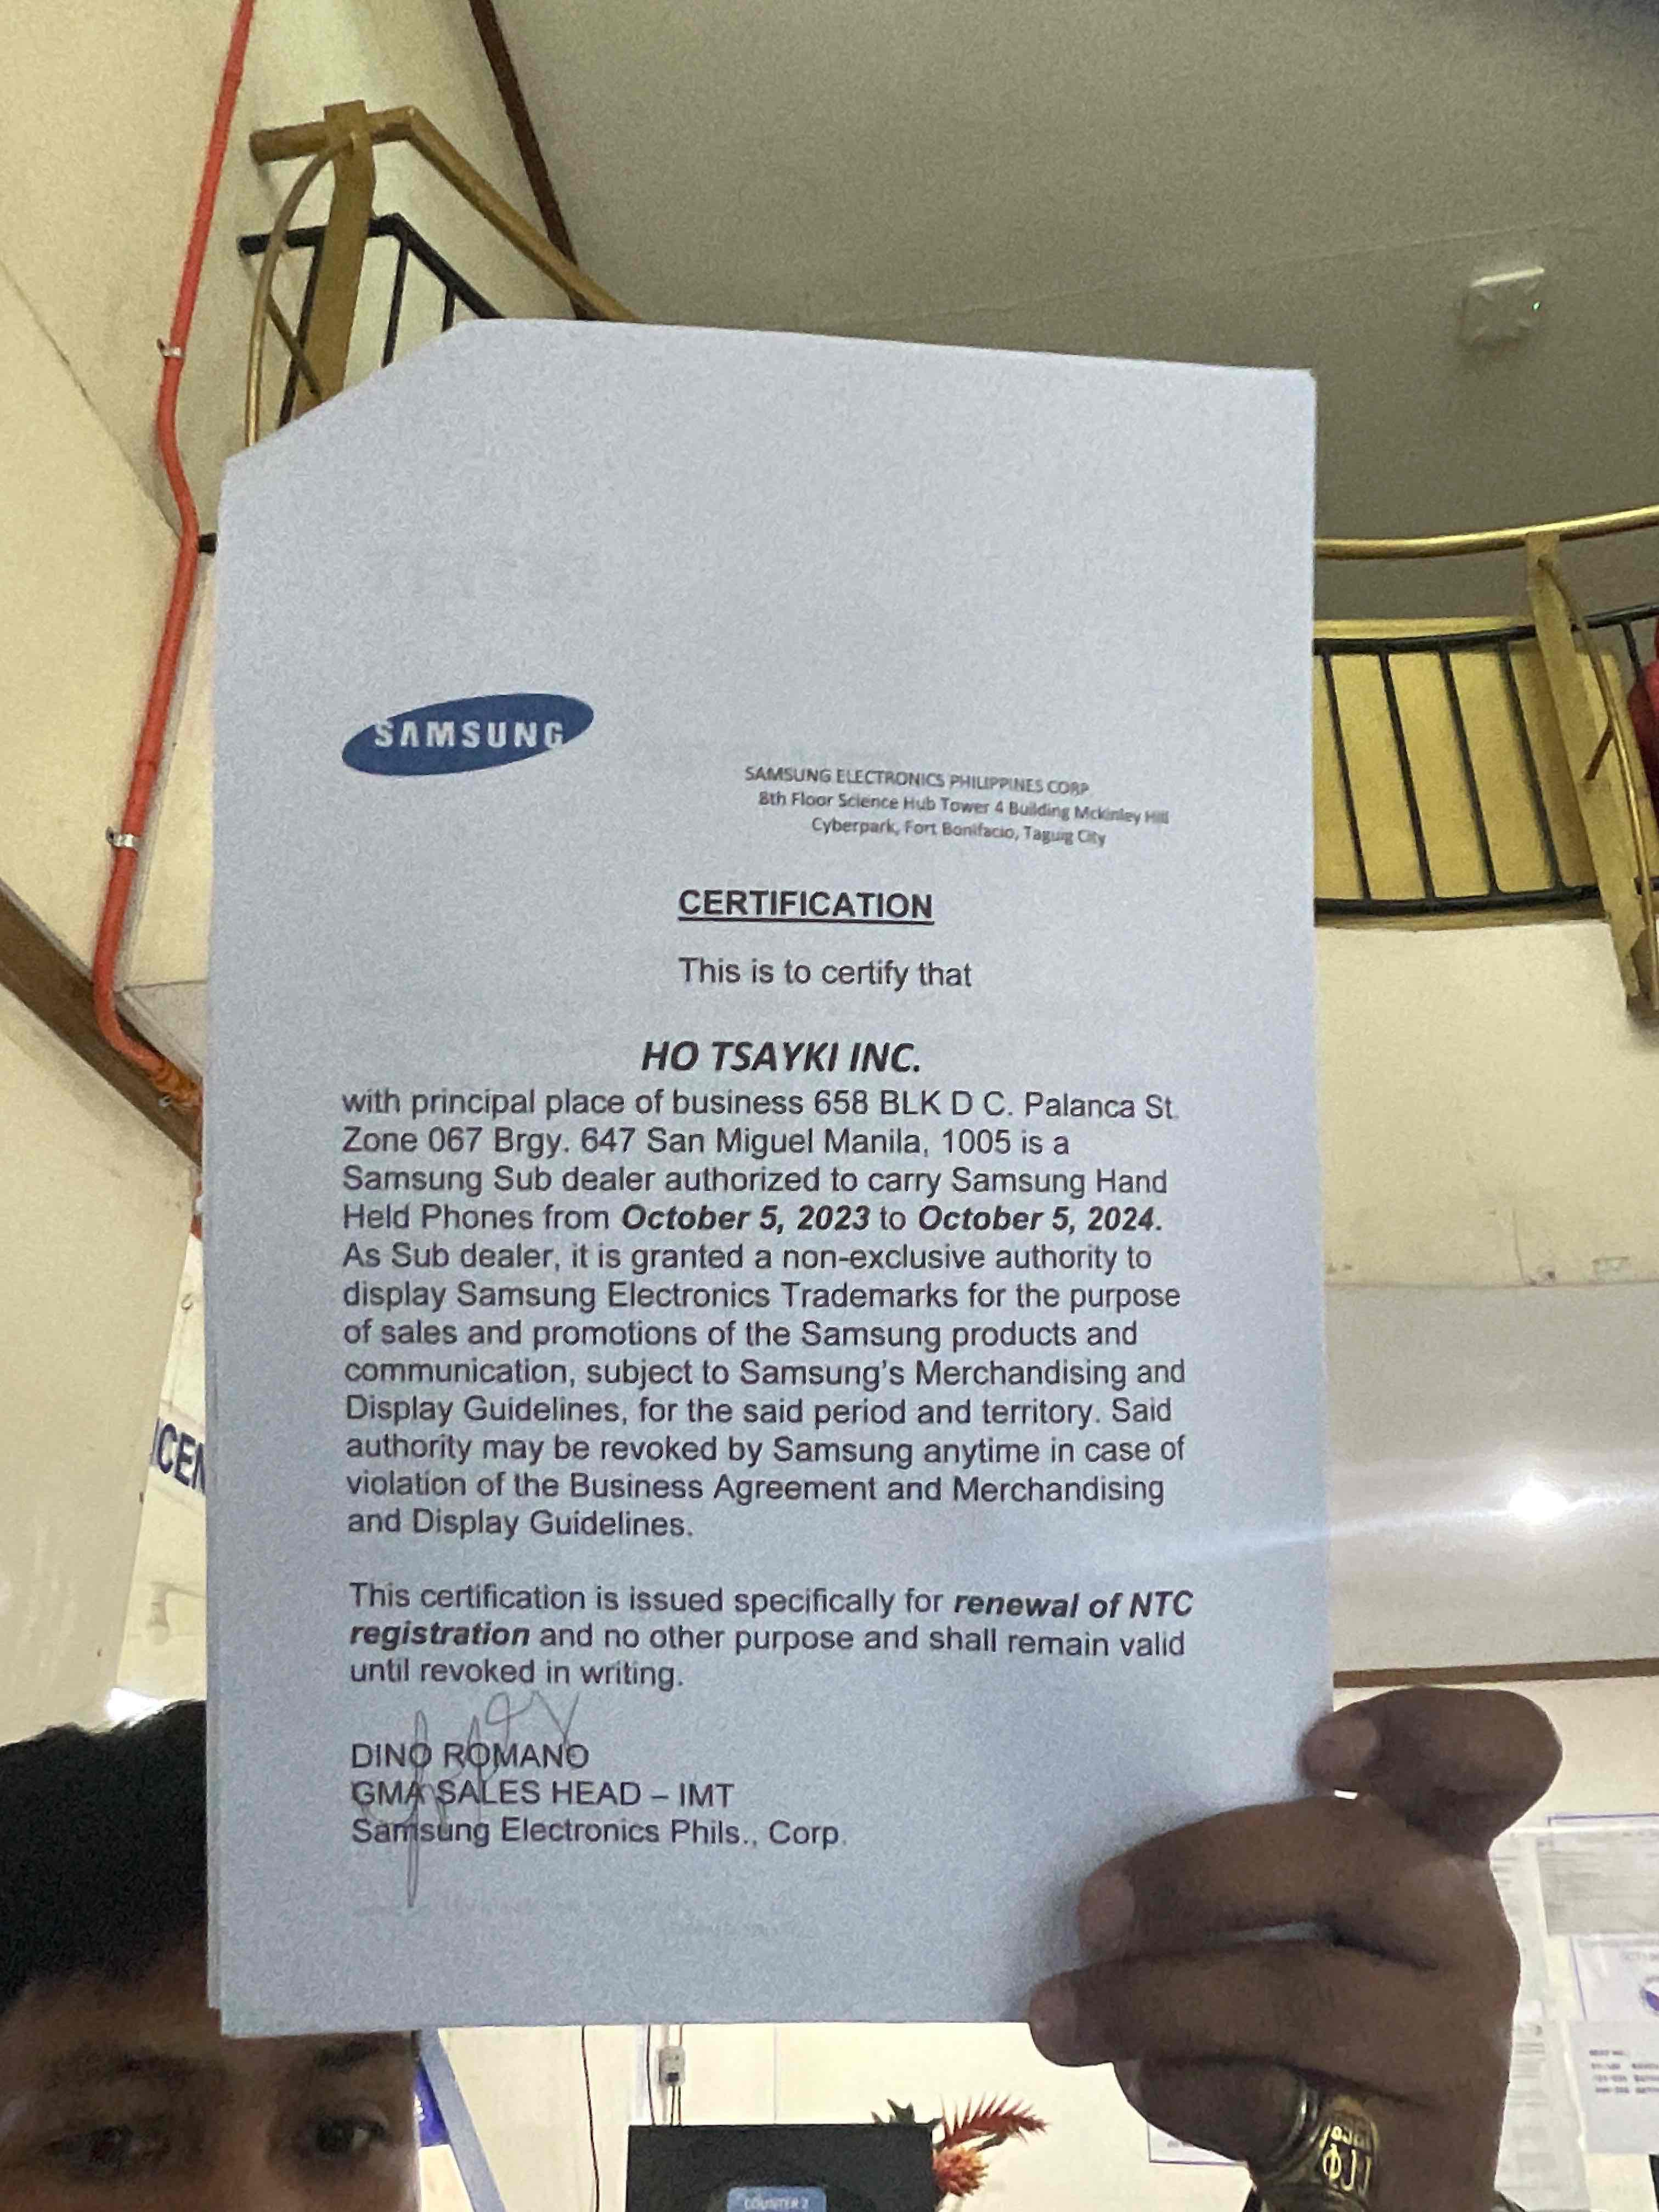 SAMSUNG
SAMSUNG ELECTRONICS PHILIPPINES CORP
8th Floor Science Hub Tower 4 Building Mckinley Hill
Cyberpark, Fort Bonifacio, Taguig City
CERTIFICATION
This is to certify that
HO TSAYKI INC.
with principal place of business 658 BLK D C. Palanca St.
Zone 067 Brgy. 647 San Miguel Manila, 1005 is a
Samsung Sub dealer authorized to carry Samsung Hand
Held Phones from October 5, 2023 to October 5, 2024.
As Sub dealer, it is granted a non-exclusive authority to
display Samsung Electronics Trademarks for the purpose
of sales and promotions of the Samsung products and
communication, subject to Samsung's Merchandising and
Display Guidelines, for the said period and territory. Said
authority may be revoked by Samsung anytime in case of
violation of the Business Agreement and Merchandising
and Display Guidelines.
This certification is issued specifically for renewal of NTC
registration and no other purpose and shall remain valid
until revoked in writing.
DINO ROMANO
GMA SALES HEAD – IMT
Samsung Electronics Phils., Corp.
COUNTER 2